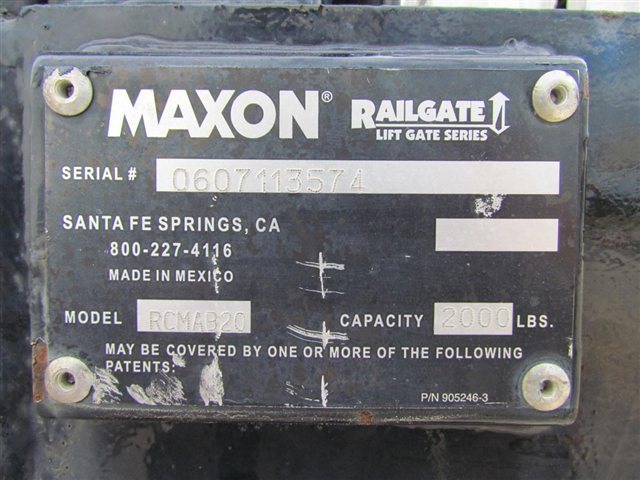 MAXON® RAILGATE
LIFT GATE SERIES
SERIAL # 0607113574
SANTA FE SPRINGS, CA
800-227-4116
MADE IN MEXICO
MODEL RCMAB20 CAPACITY 2000 LBS.
MAY BE COVERED BY ONE OR MORE OF THE FOLLOWING
PATENTS:
P/N 905246-3